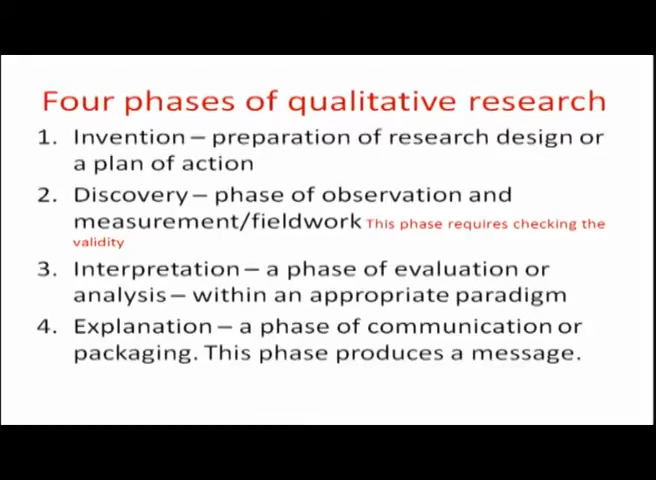 Four phases of qualitative research
1. Invention – preparation of research design or
a plan of action
2. Discovery – phase of observation and
measurement/fieldwork This phase requires checking the
validity
3. Interpretation – a phase of evaluation or
analysis – within an appropriate paradigm
4. Explanation – a phase of communication or
packaging. This phase produces a message.